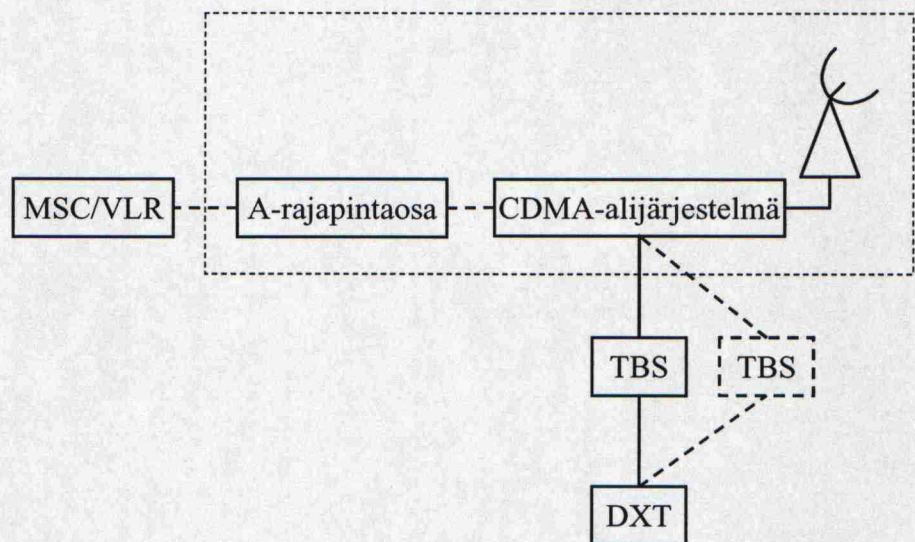 MSC/VLR
A-rajapintaosa
CDMA-alijärjestelmä
TBS
TBS
DXT